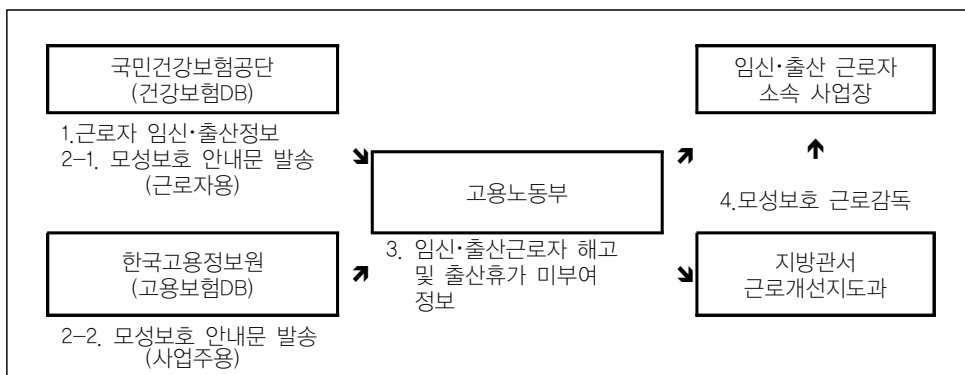 국민건강보험공단
(건강보험DB)
1.근로자 임신·출산정보
2-1. 모성보호 안내문 발송
(근로자용)
한국고용정보원
(고용보험DB)
2-2. 모성보호 안내문 발송
(사업주용)
고용노동부
3. 임신·출산근로자 해고
및 출산휴가 미부여
정보
임신·출산 근로자
소속 사업장
4.모성보호 근로감독
지방관서
근로개선지도과